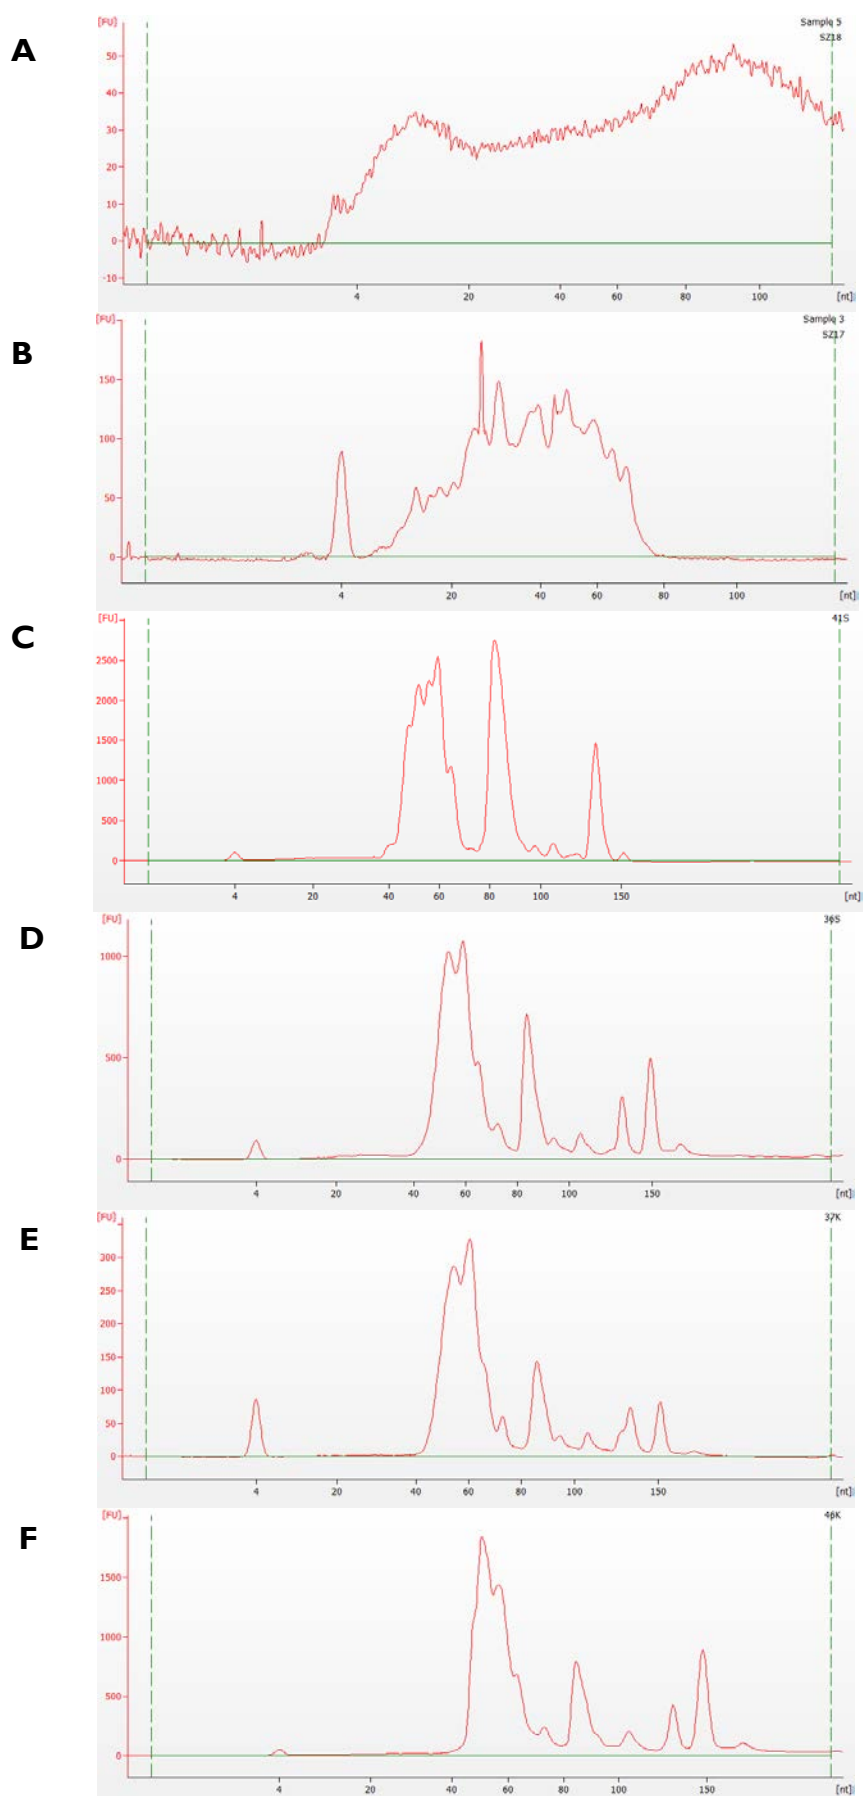 A
[FU]
Sample 5
SZ18
50
40
30
20
10
0
-10
4 20 40 60 80 100 [nt]
B
[FU]
Sample 3
SZ17
150
100
50
0
4 20 40 60 80 100 [nt]
C
[FU]
41S
2500
2000
1500
1000
500
0
4 20 40 60 80 100 150 [nt]
D
[FU]
36S
1000
500
0
4 20 40 60 80 100 150 [nt]
E
[FU]
37K
300
250
200
150
100
50
0
4 20 40 60 80 100 150 [nt]
F
[FU]
46K
1500
1000
500
0
4 20 40 60 80 100 150 [nt]